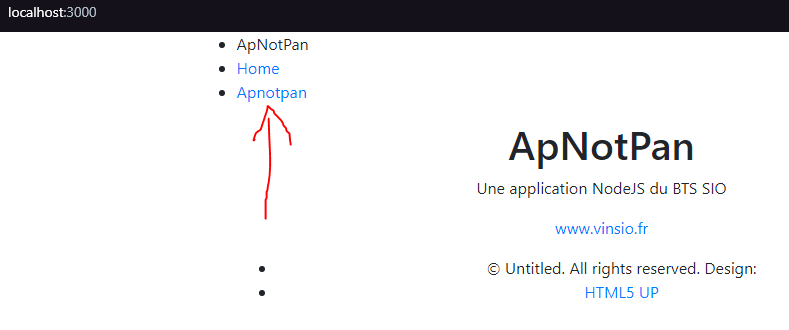 localhost:3000
ApNotPan
Home
Apnotpan
ApNotPan
Une application NodeJS du BTS SIO
www.vinsio.fr
© Untitled. All rights reserved. Design:
HTML5 UP